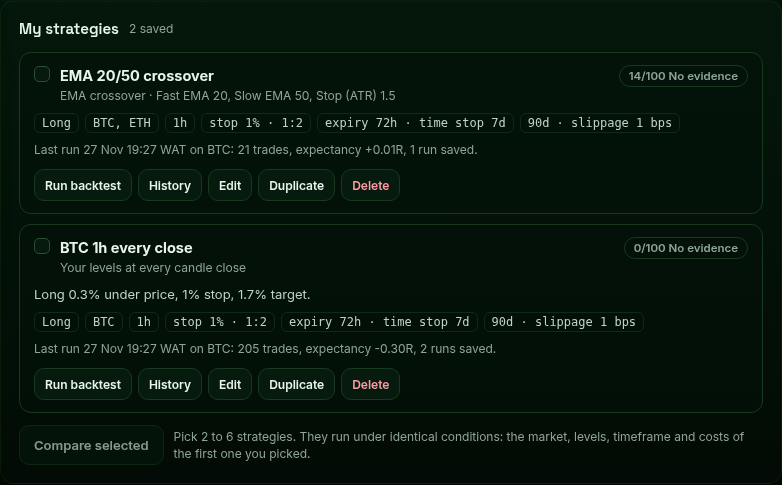 My strategies 2 saved
EMA 20/50 crossover 14/100 No evidence
EMA crossover · Fast EMA 20, Slow EMA 50, Stop (ATR) 1.5
Long BTC, ETH 1h stop 1% · 1:2 expiry 72h · time stop 7d 90d · slippage 1 bps
Last run 27 Nov 19:27 WAT on BTC: 21 trades, expectancy +0.01R, 1 run saved.
Run backtest History Edit Duplicate Delete
BTC 1h every close 0/100 No evidence
Your levels at every candle close
Long 0.3% under price, 1% stop, 1.7% target.
Long BTC 1h stop 1% · 1:2 expiry 72h · time stop 7d 90d · slippage 1 bps
Last run 27 Nov 19:27 WAT on BTC: 205 trades, expectancy -0.30R, 2 runs saved.
Run backtest History Edit Duplicate Delete
Compare selected Pick 2 to 6 strategies. They run under identical conditions: the market, levels, timeframe and costs of
the first one you picked.